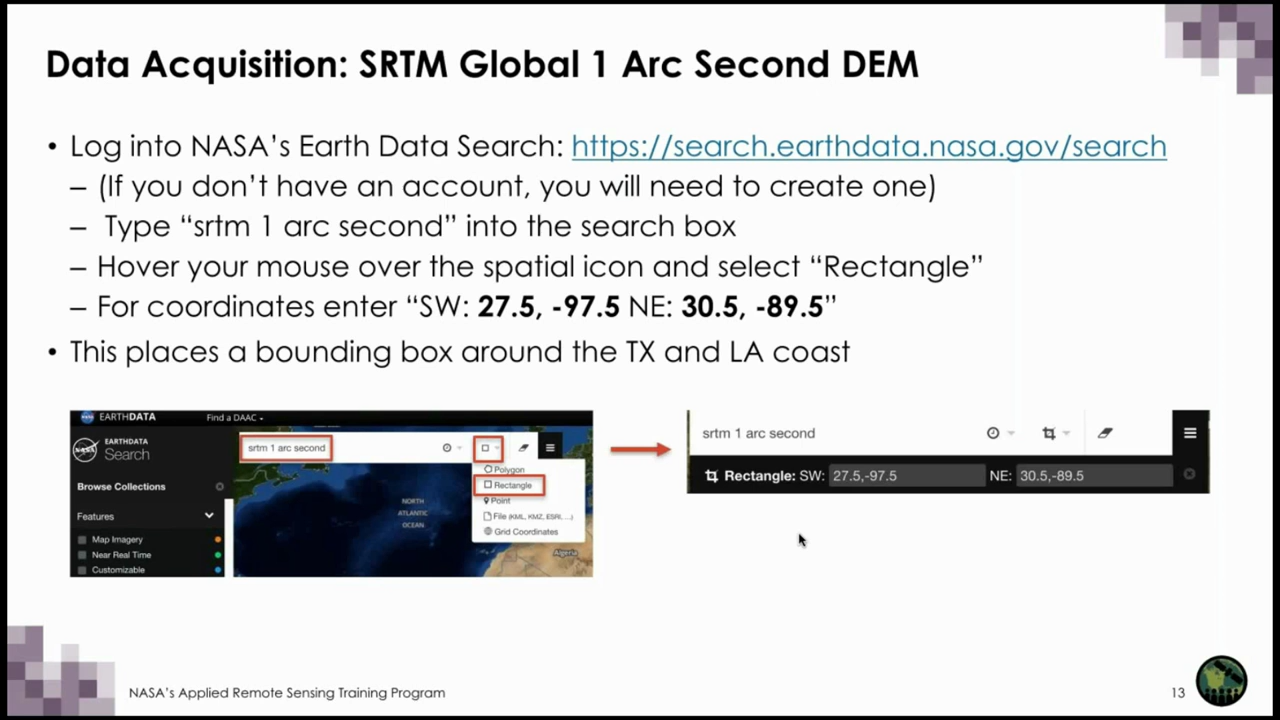 Data Acquisition: SRTM Global 1 Arc Second DEM
• Log into NASA's Earth Data Search: https://search.earthdata.nasa.gov/search
– (If you don't have an account, you will need to create one)
– Type “srtm 1 arc second” into the search box
– Hover your mouse over the spatial icon and select “Rectangle”
– For coordinates enter “SW: 27.5, -97.5 NE: 30.5, -89.5”
• This places a bounding box around the TX and LA coast
EARTHDATA
Find a DAAC
EARTHDATA
Search
NASA
srtm 1 arc second
Browse Collections
Features
Map Imagery
Near Real Time
Customizable
NORTH
ATLANTIC
OCEAN
Polygon
Rectangle
Point
File (KML, KMZ, ESRI, ...)
Grid Coordinates
Algeria
srtm 1 arc second
Rectangle: SW: 27.5,-97.5 NE: 30.5,-89.5
NASA's Applied Remote Sensing Training Program
13